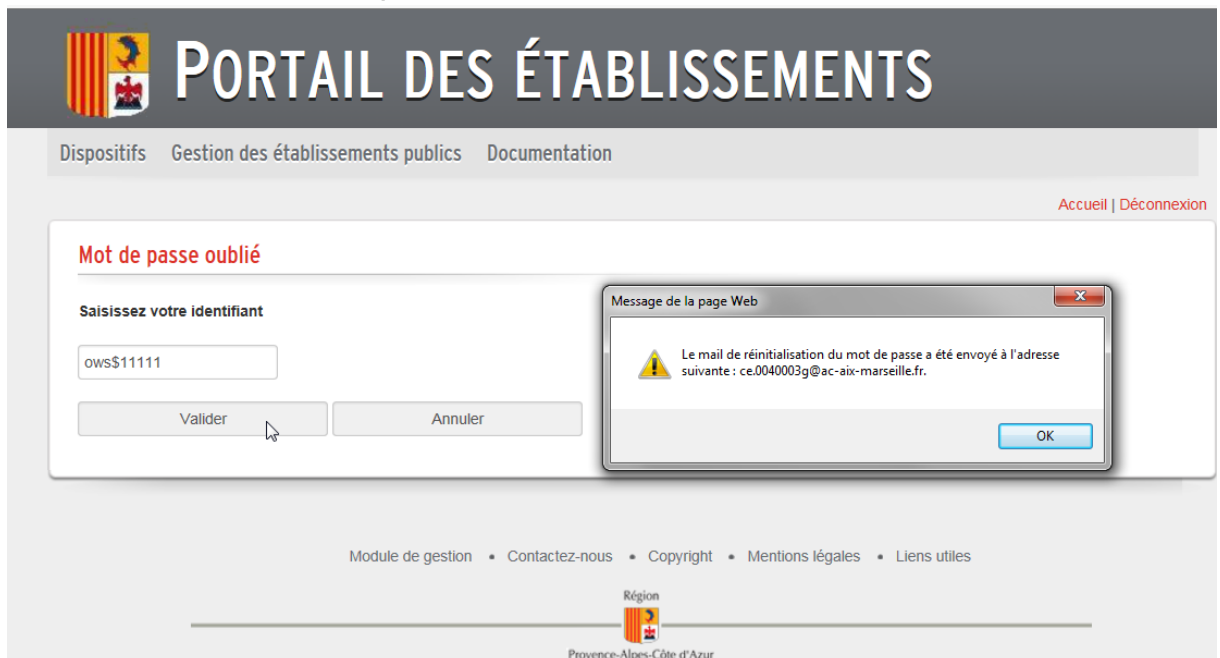 PORTAIL DES ÉTABLISSEMENTS
Dispositifs Gestion des établissements publics Documentation
Accueil | Déconnexion
Mot de passe oublié
Saisissez votre identifiant
ows$11111
Valider Annuler
Message de la page Web
Le mail de réinitialisation du mot de passe a été envoyé à l'adresse
suivante : ce.0040003g@ac-aix-marseille.fr.
OK
Module de gestion • Contactez-nous • Copyright • Mentions légales • Liens utiles
Région
Provence-Alpes-Côte d'Azur